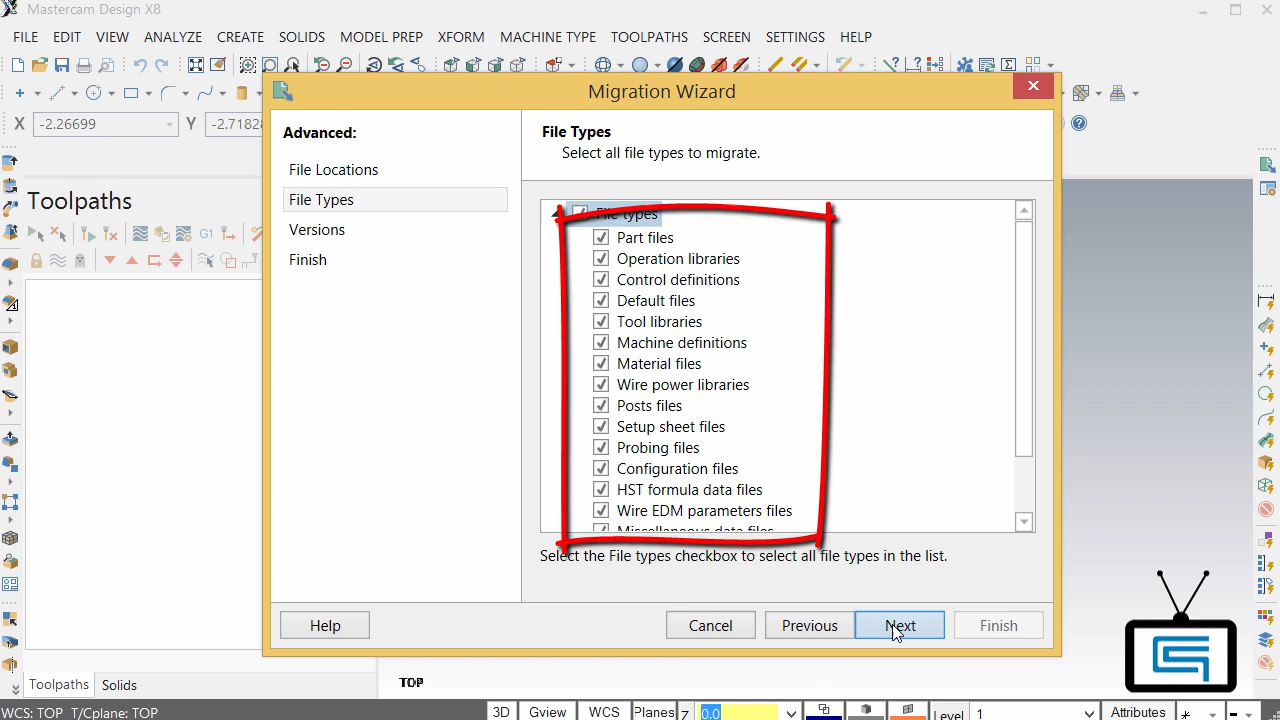 Mastercam Design X8
FILE EDIT VIEW ANALYZE CREATE SOLIDS MODEL PREP XFORM MACHINE TYPE TOOLPATHS SCREEN SETTINGS HELP
Migration Wizard
X -2.26699 Y -2.7182
Advanced:
File Locations
File Types
Versions
Finish
File Types
Select all file types to migrate.
File types
Part files
Operation libraries
Control definitions
Default files
Tool libraries
Machine definitions
Material files
Wire power libraries
Posts files
Setup sheet files
Probing files
Configuration files
HST formula data files
Wire EDM parameters files
Miscellaneous data files
Select the File types checkbox to select all file types in the list.
Help Cancel Previous Next Finish
Toolpaths
G1
Toolpaths Solids
TOP
WCS: TOP T/Cplane: TOP
3D Gview WCS Planes Z 0.0 Level 1 Attributes